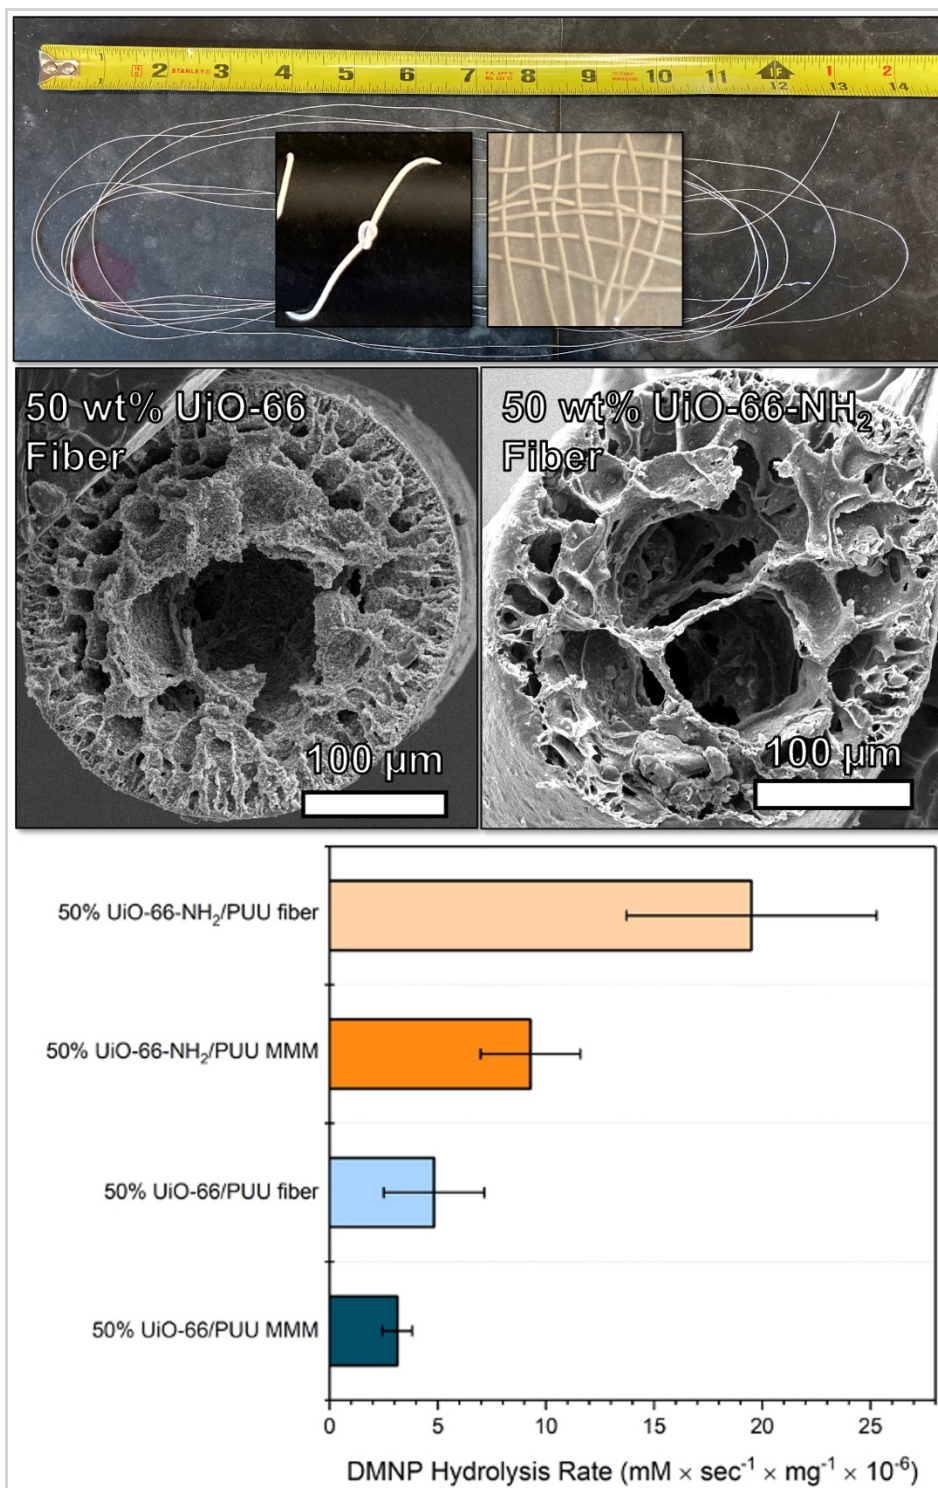 1 2 3 4 5 6 7 8 9 10 11 1F 1 2
STANLEY
12 13 14
50 wt% UiO-66
Fiber
100 µm
50 wt% UiO-66-NH₂
Fiber
100 µm
50% UiO-66-NH₂/PUU fiber
50% UiO-66-NH₂/PUU MMM
50% UiO-66/PUU fiber
50% UiO-66/PUU MMM
0 5 10 15 20 25
DMNP Hydrolysis Rate (mM × sec⁻¹ × mg⁻¹ × 10⁻⁶)